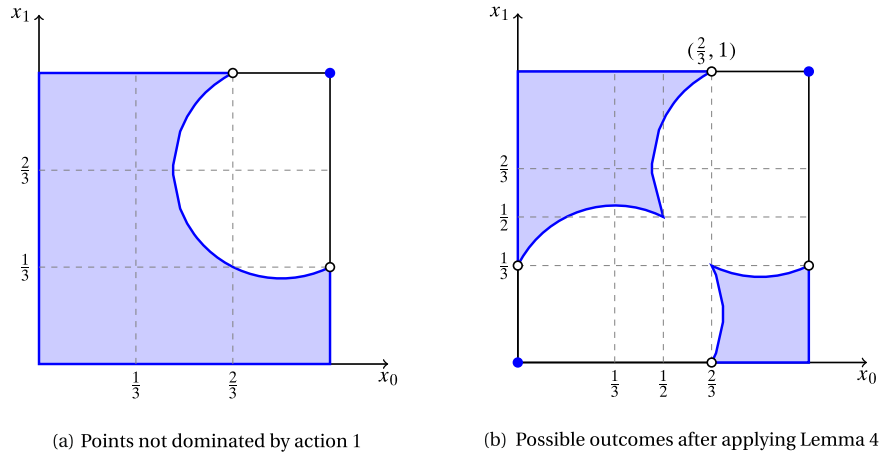 x₁
2/3
1/3
1/3
2/3
x₀
(a) Points not dominated by action 1
x₁
(2/3, 1)
2/3
1/2
1/3
1/3
1/2
2/3
x₀
(b) Possible outcomes after applying Lemma 4